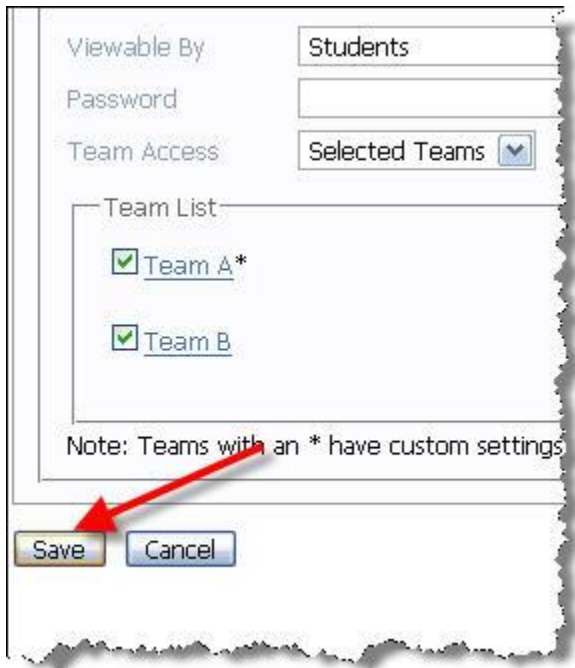 Viewable By Students
Password
Team Access Selected Teams
Team List
Team A*
Team B
Note: Teams with an * have custom settings
Save Cancel